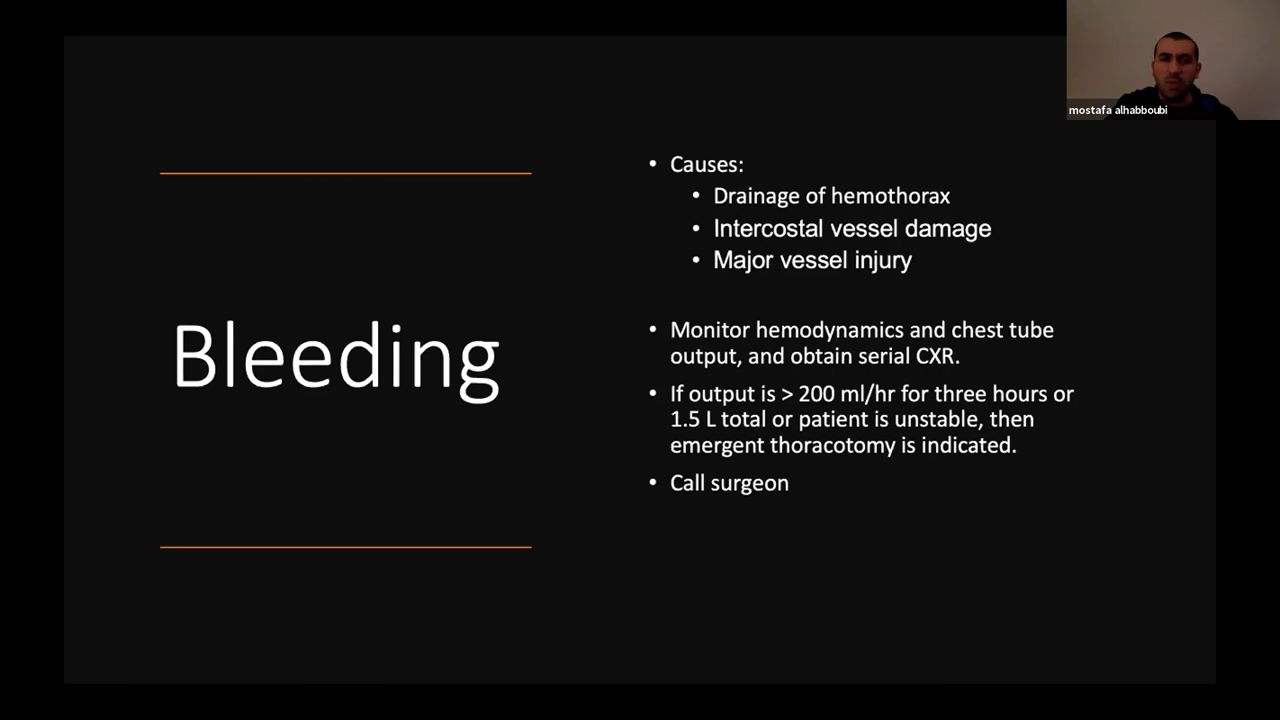 mostafa alhabboubi
Bleeding
• Causes:
• Drainage of hemothorax
• Intercostal vessel damage
• Major vessel injury
• Monitor hemodynamics and chest tube
output, and obtain serial CXR.
• If output is > 200 ml/hr for three hours or
1.5 L total or patient is unstable, then
emergent thoracotomy is indicated.
• Call surgeon